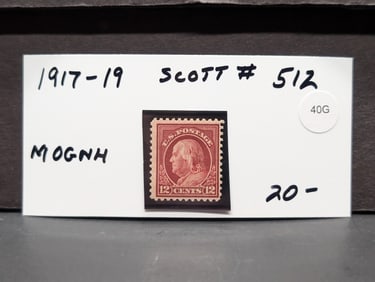 1917-19 SCOTT # 512
40G
U.S. POSTAGE
MOGNH
12 CENTS 12
20-